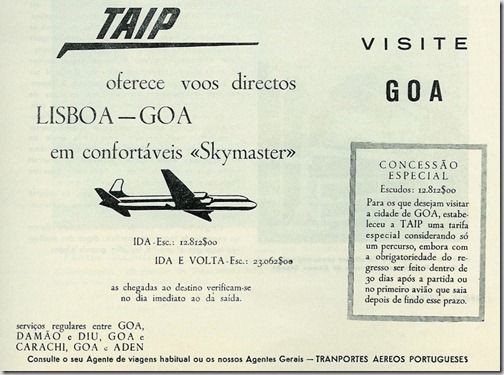 TAIP
oferece voos directos
LISBOA—GOA
em confortáveis «Skymaster»
IDA-Esc.: 12.812$00
IDA E VOLTA-Esc.: 23.062$00
as chegadas ao destino verificam-se
no dia imediato ao da saída.
serviços regulares entre GOA,
DAMÃO e DIU, GOA e
CARACHI, GOA e ADEN
VISITE
GOA
CONCESSÃO
ESPECIAL
Escudos: 12.812$00
Para os que desejam visitar
a cidade de GOA, estabe-
leceu a TAIP uma tarifa
especial considerando só
um percurso, embora com
a obrigatoriedade do re-
gresso ser feito dentro de
30 dias após a partida ou
no primeiro avião que saia
depois de findo esse prazo.
Consulte o seu Agente de viagens habitual ou os nossos Agentes Gerais — TRANPORTES AEREOS PORTUGUESES